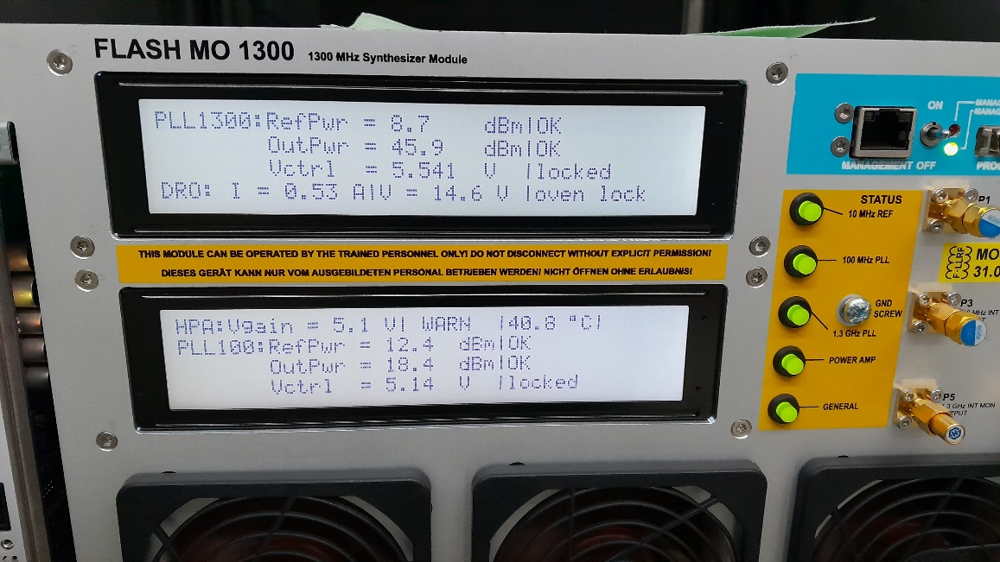 FLASH MO 1300 1300 MHz Synthesizer Module
PLL1300:RefPwr = 8.7 dBm|OK
OutPwr = 45.9 dBm|OK
Vctrl = 5.541 V |locked
DRO: I = 0.53 A|V = 14.6 V |oven lock
THIS MODULE CAN BE OPERATED BY THE TRAINED PERSONNEL ONLY! DO NOT DISCONNECT WITHOUT EXPLICIT PERMISSION!
DIESES GERÄT KANN NUR VOM AUSGEBILDETEN PERSONAL BETRIEBEN WERDEN! NICHT ÖFFNEN OHNE ERLAUBNIS!
HPA:Vgain = 5.1 V| WARN |40.8 °C|
PLL100:RefPwr = 12.4 dBm|OK
OutPwr = 18.4 dBm|OK
Vctrl = 5.14 V |locked
ON
MANAGEMENT OFF
STATUS
10 MHz REF
100 MHz PLL
GND
SCREW
1.3 GHz PLL
POWER AMP
GENERAL
P1
MO
31.0
P3
MHz INT
P5
GHz INT MON